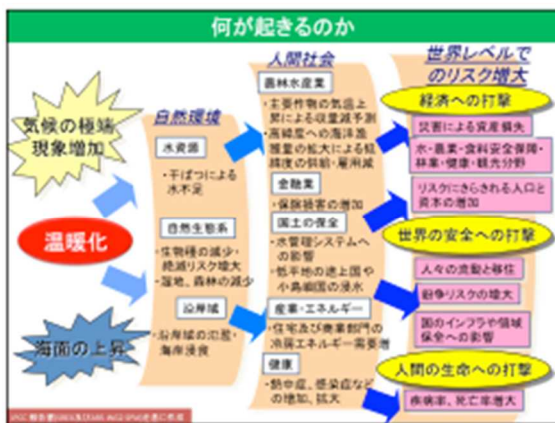 何が起きるのか
気候の極端
現象増加
温暖化
海面の上昇
自然環境
水資源
・干ばつによる
水不足
自然生態系
・生物種の減少・
絶滅リスク増大
・湿地、森林の減少
沿岸域
・沿岸域の氾濫・
海岸浸食
人間社会
農林水産業
・主要作物の気温上
昇による収量減予測
・高緯度への海洋漁
獲量の拡大による低
緯度の供給・雇用減
金融業
・保険損害の増加
国土の保全
・水管理システムへの
影響
・低平地の途上国や
小島嶼国の浸水
産業・エネルギー
・住宅及び商業部門の
冷房エネルギー需要増
健康
・熱中症、感染症など
の増加、拡大
世界レベルで
のリスク増大
経済への打撃
災害による資産損失
水・農業・食料安全保障・
林業・健康・観光分野
リスクにさらされる人口と
資本の増加
世界の安全への打撃
人々の流動と移住
紛争リスクの増大
国のインフラや領域
保全への影響
人間の生命への打撃
疾病率、死亡率増大